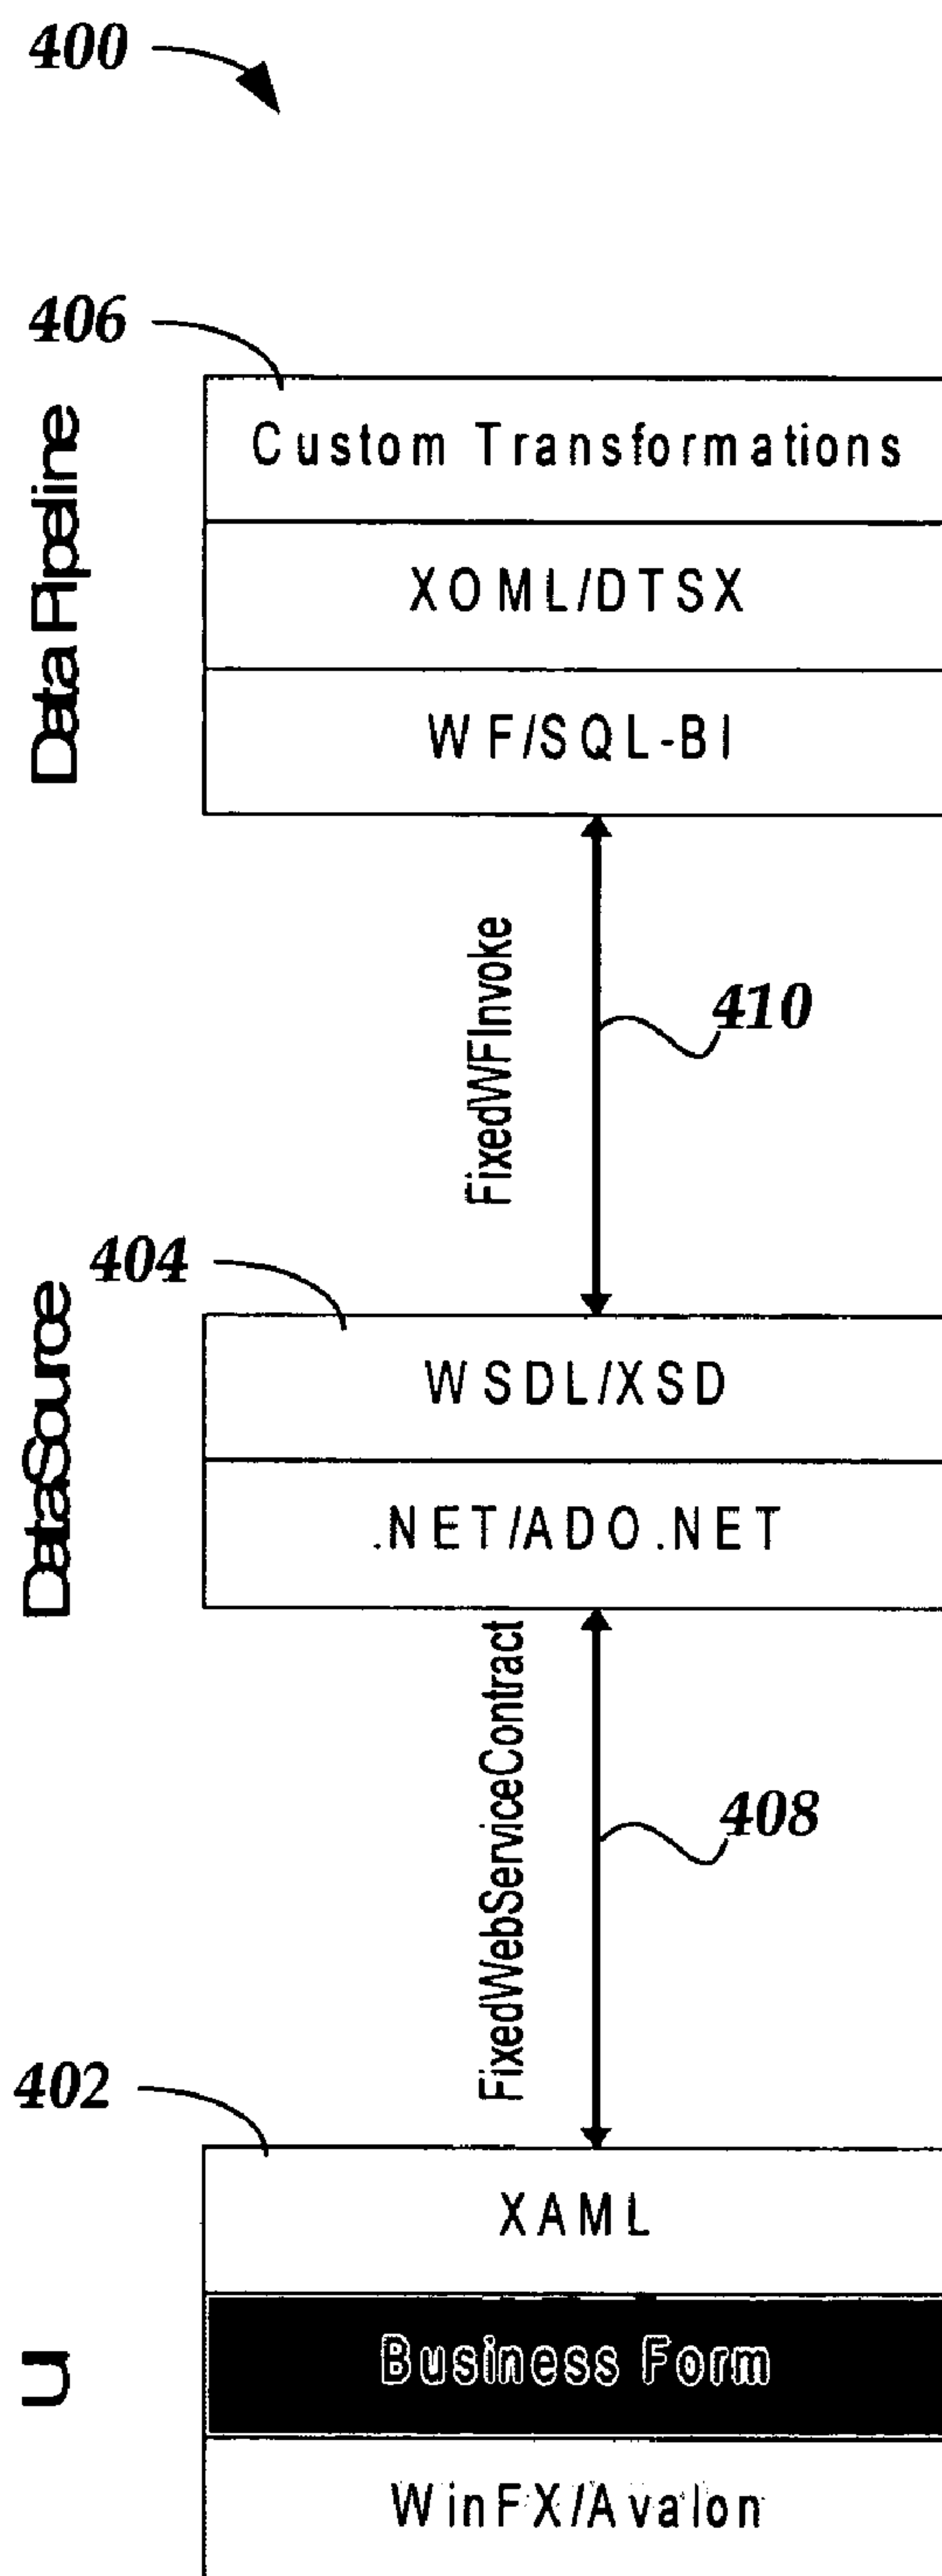 400
406
Data Pipeline
Custom Transformations
XOML/DTSX
WF/SQL-BI
FixedWFInvoke
410
404
DataSource
WSDL/XSD
.NET/ADO.NET
FixedWebServiceContract
408
402
U
XAML
Business Form
WinFX/Avalon